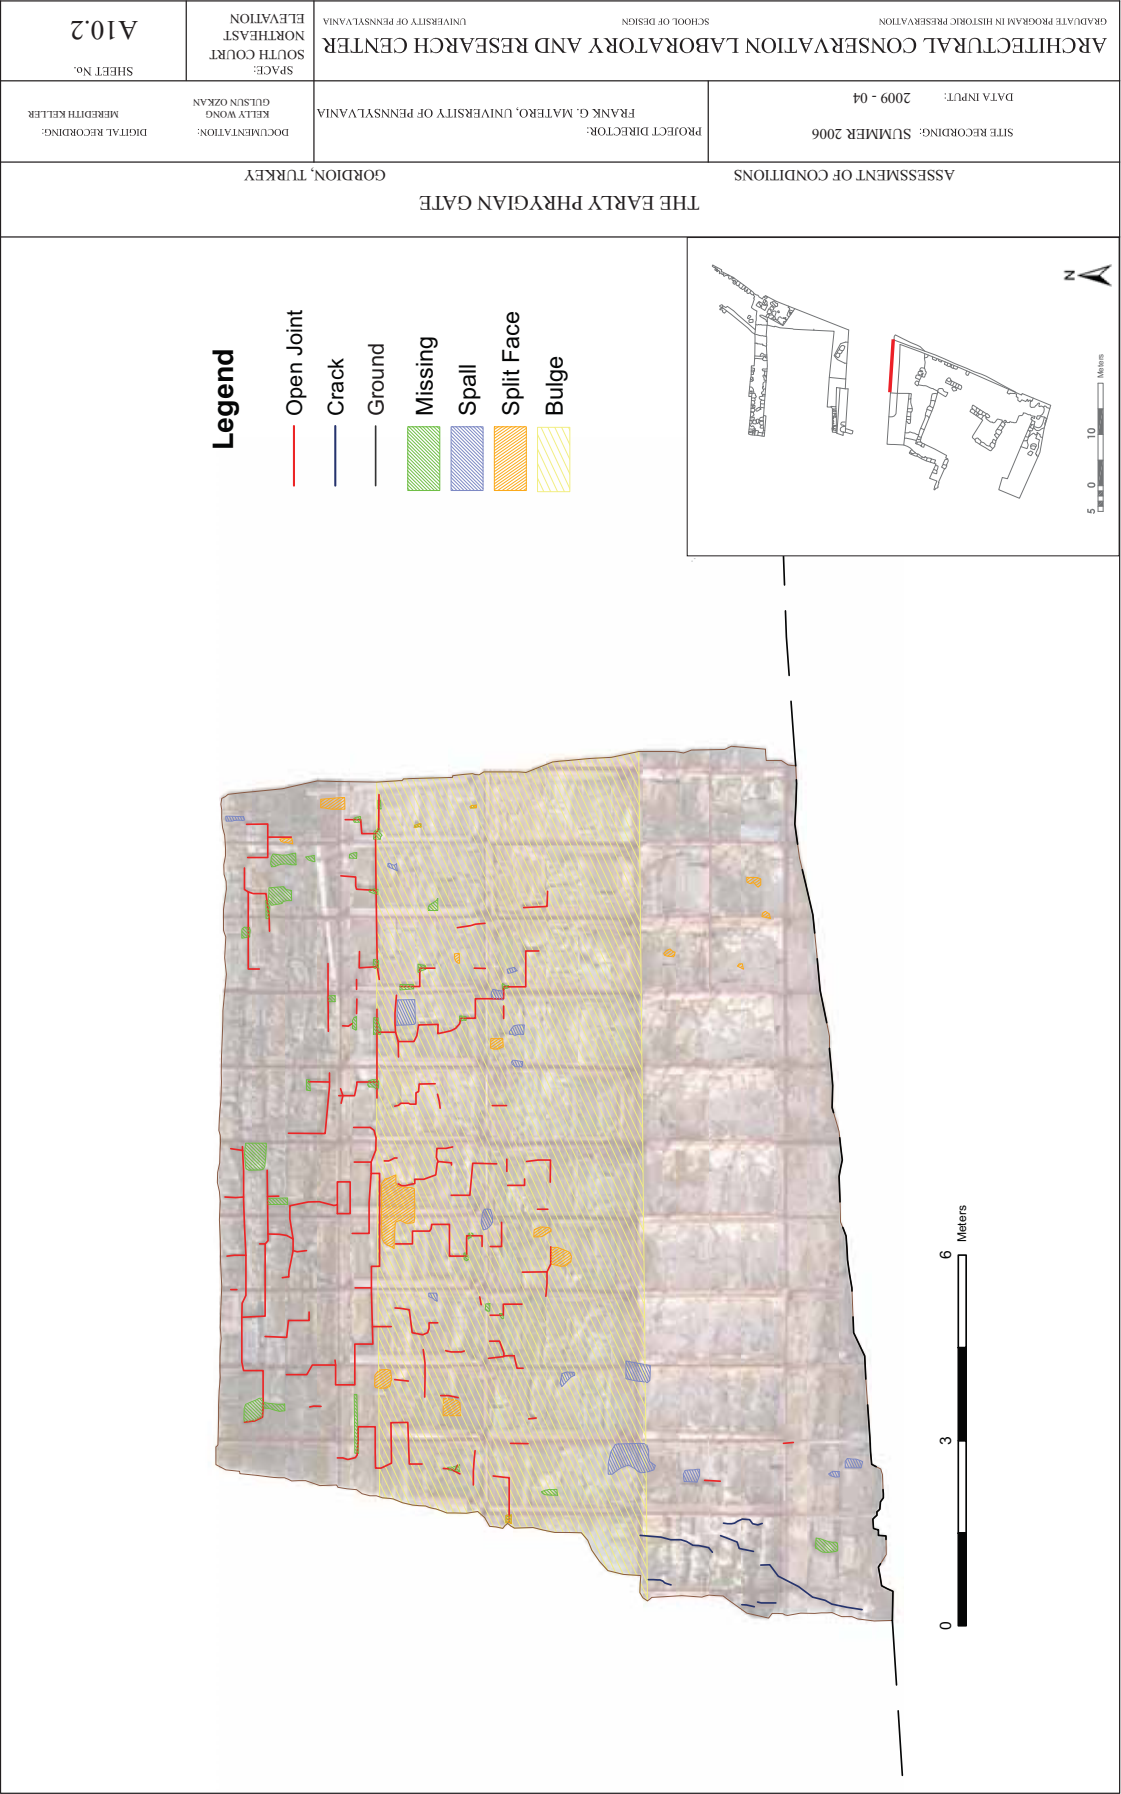 THE EARLY PHRYGIAN GATE
ASSESSMENT OF CONDITIONS
GORDION, TURKEY
SITE RECORDING: SUMMER 2006
DATA INPUT: 2009 - 04
PROJECT DIRECTOR:
FRANK G. MATERO, UNIVERSITY OF PENNSYLVANIA
DOCUMENTATION:
KELLY WONG
GULSUN OZKAN
DIGITAL RECORDING:
MEREDITH KELLER
ARCHITECTURAL CONSERVATION LABORATORY AND RESEARCH CENTER
GRADUATE PROGRAM IN HISTORIC PRESERVATION
SCHOOL OF DESIGN
UNIVERSITY OF PENNSYLVANIA
SPACE:
SOUTH COURT
NORTHEAST
ELEVATION
SHEET No.
A10.2
Legend
Open Joint
Crack
Ground
Missing
Spall
Split Face
Bulge
N
5 0 10 Meters
0 3 6 Meters